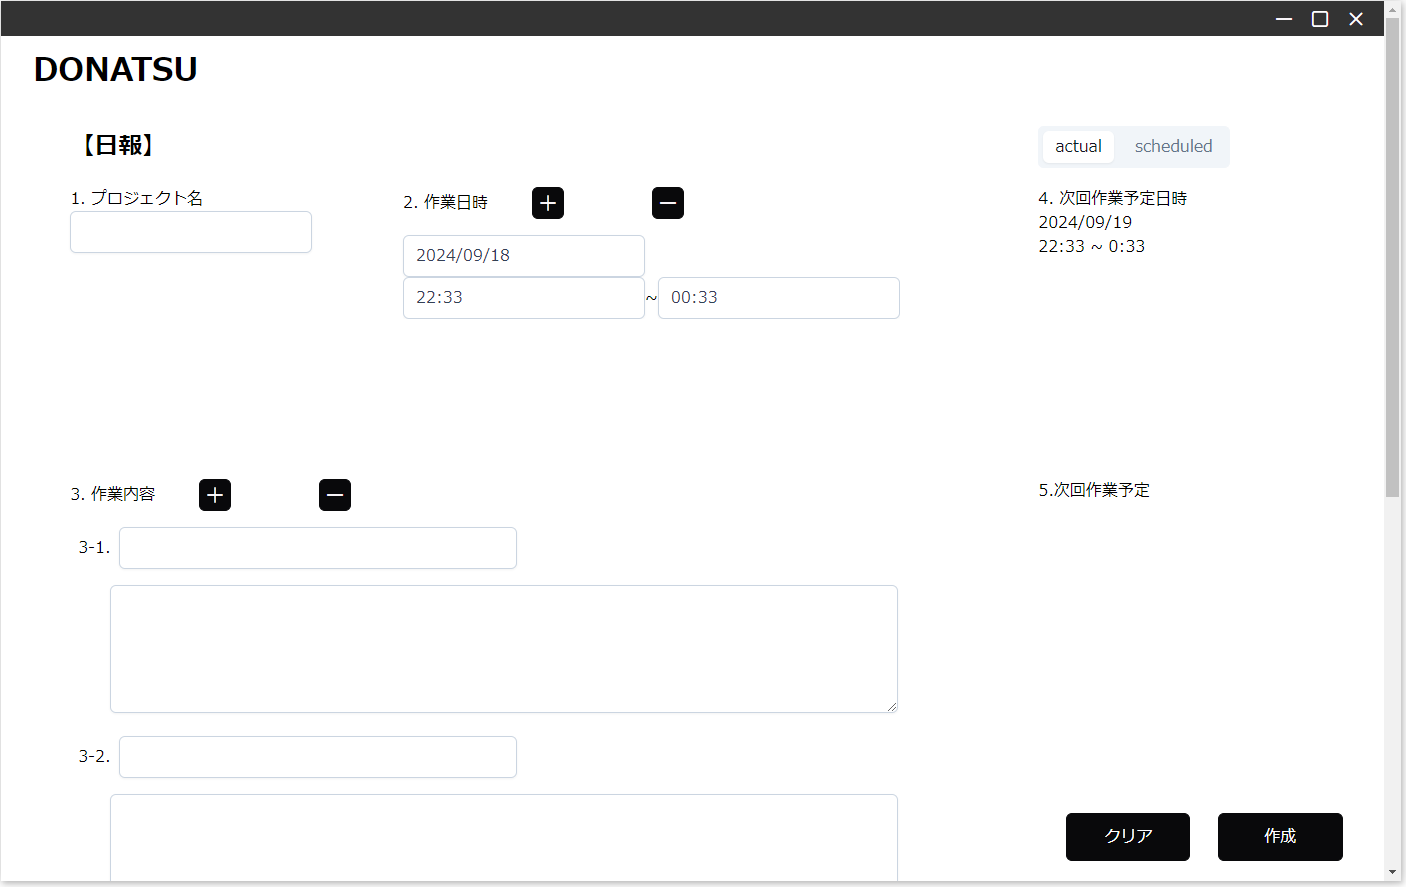 DONATSU
【日報】
actual
scheduled
1. プロジェクト名
2. 作業日時
2024/09/18
22:33
~
00:33
4. 次回作業予定日時
2024/09/19
22:33 ~ 0:33
3. 作業内容
3-1.
3-2.
5.次回作業予定
クリア
作成